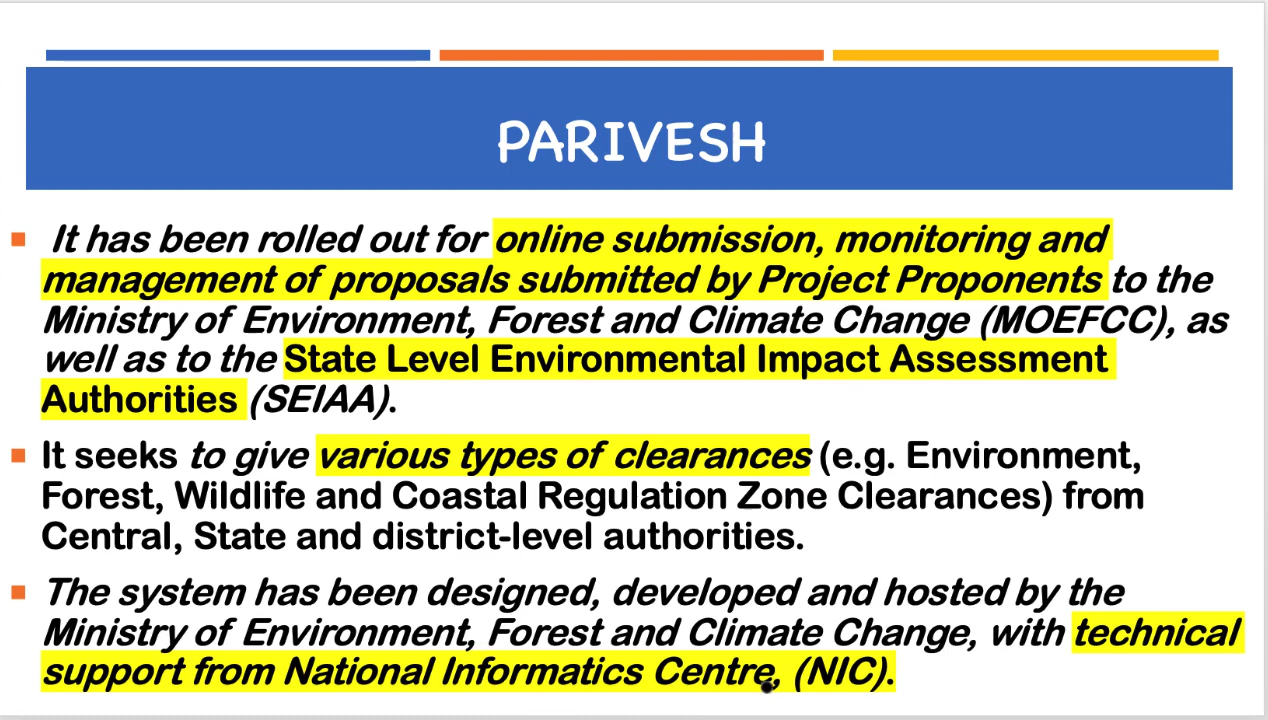 PARIVESH
It has been rolled out for online submission, monitoring and
management of proposals submitted by Project Proponents to the
Ministry of Environment, Forest and Climate Change (MOEFCC), as
well as to the State Level Environmental Impact Assessment
Authorities (SEIAA).
It seeks to give various types of clearances (e.g. Environment,
Forest, Wildlife and Coastal Regulation Zone Clearances) from
Central, State and district-level authorities.
The system has been designed, developed and hosted by the
Ministry of Environment, Forest and Climate Change, with technical
support from National Informatics Centre, (NIC).